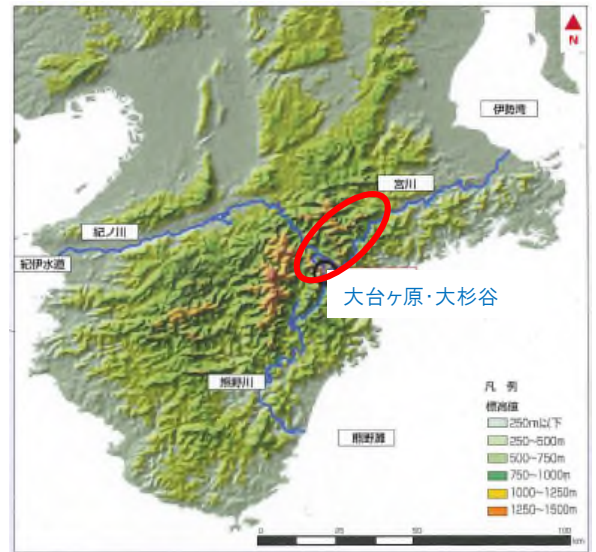 N
伊勢湾
宮川
紀ノ川
紀伊水道
大台ヶ原・大杉谷
熊野川
熊野灘
凡 例
標高値
250m以下
250~500m
500~750m
750~1000m
1000~1250m
1250~1500m
0 25 50 100
km